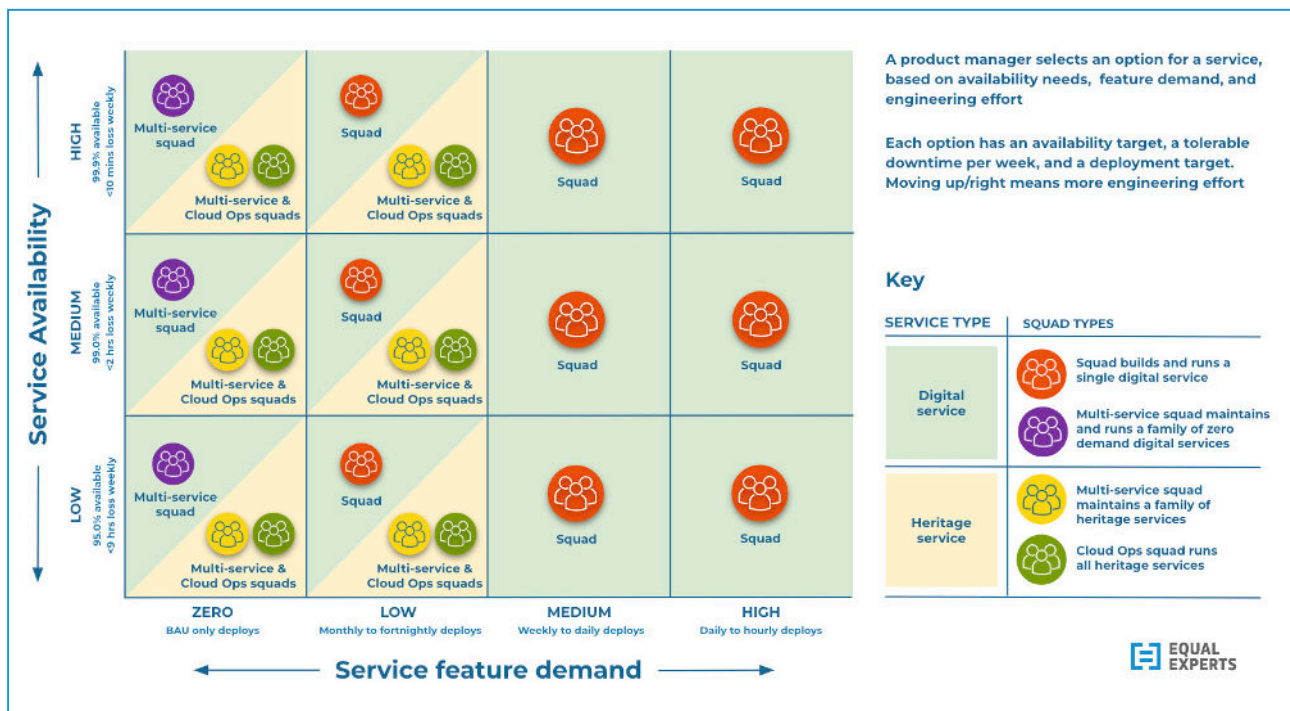 Service Availability
HIGH
99.9% available
<10 mins loss weekly
Multi-service
squad
Multi-service &
Cloud Ops squads
Squad
Multi-service &
Cloud Ops squads
Squad
Squad
MEDIUM
99.0% available
<2 hrs loss weekly
Multi-service
squad
Multi-service &
Cloud Ops squads
Squad
Multi-service &
Cloud Ops squads
Squad
Squad
LOW
95.0% available
<9 hrs loss weekly
Multi-service
squad
Multi-service &
Cloud Ops squads
Squad
Multi-service &
Cloud Ops squads
Squad
Squad
ZERO
BAU only deploys
LOW
Monthly to fortnightly deploys
MEDIUM
Weekly to daily deploys
HIGH
Daily to hourly deploys
Service feature demand
A product manager selects an option for a service,
based on availability needs, feature demand, and
engineering effort
Each option has an availability target, a tolerable
downtime per week, and a deployment target.
Moving up/right means more engineering effort
Key
SERVICE TYPE
SQUAD TYPES
Digital
service
Squad builds and runs a
single digital service
Multi-service squad maintains
and runs a family of zero
demand digital services
Heritage
service
Multi-service squad
maintains a family of
heritage services
Cloud Ops squad runs
all heritage services
EQUAL
EXPERTS